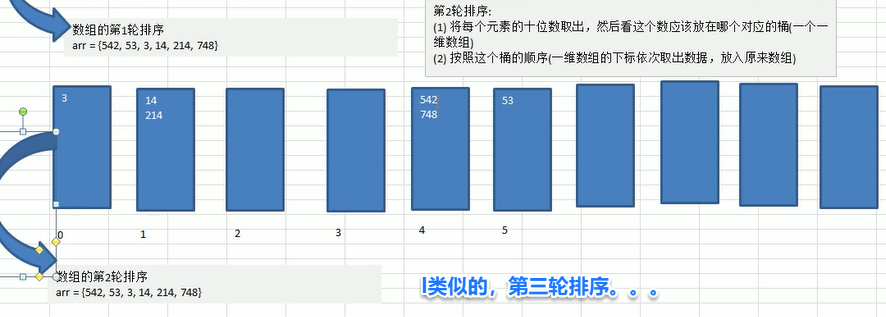 数组的第1轮排序
arr = {542, 53, 3, 14, 214, 748}
第2轮排序:
(1) 将每个元素的十位数取出，然后看这个数应该放在哪个对应的桶(一个一
维数组)
(2) 按照这个桶的顺序(一维数组的下标依次取出数据，放入原来数组)
3
14
214
542
748
53
0
1
2
3
4
5
数组的第2轮排序
arr = {542, 53, 3, 14, 214, 748}
l类似的，第三轮排序。。。